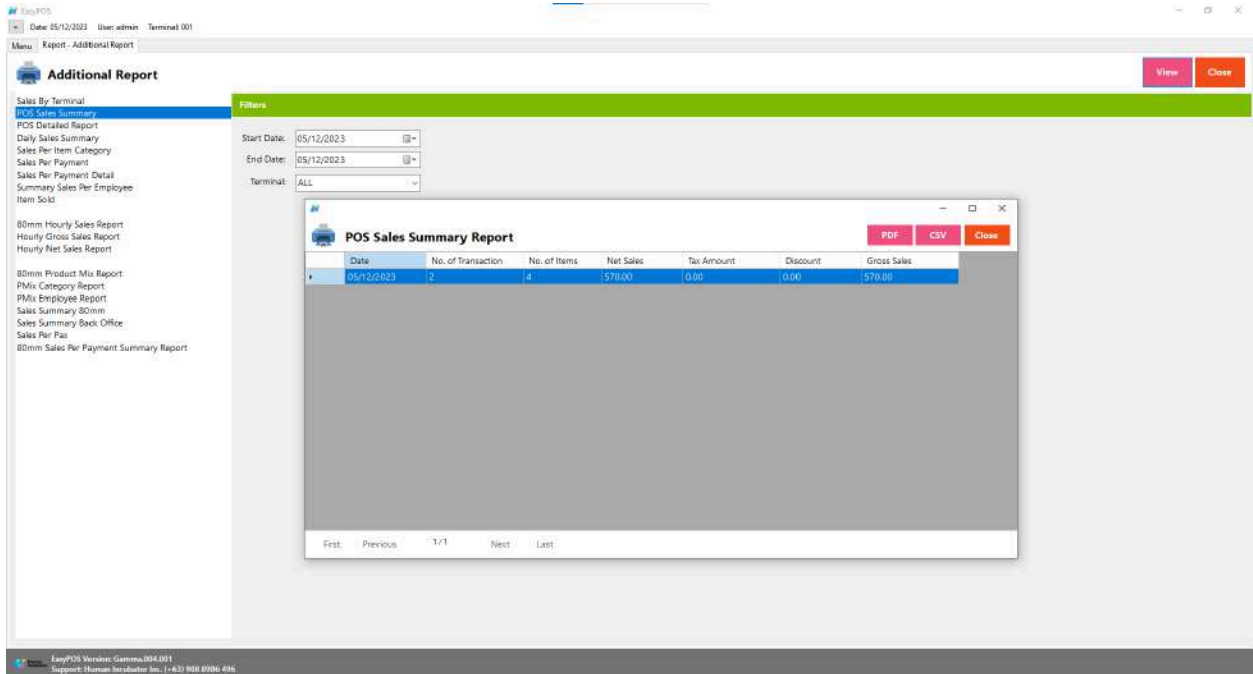 EasyPOS
Date: 05/12/2023 User: admin Terminal: 001
Menu Report - Additional Report
Additional Report
View Close
Sales By Terminal
POS Sales Summary
POS Detailed Report
Daily Sales Summary
Sales Per Item Category
Sales Per Payment
Sales Per Payment Detail
Summary Sales Per Employee
Item Sold
80mm Hourly Sales Report
Hourly Gross Sales Report
Hourly Net Sales Report
80mm Product Mix Report
PMix Category Report
PMix Employee Report
Sales Summary 80mm
Sales Summary Back Office
Sales Per Pax
80mm Sales Per Payment Summary Report
Filters
Start Date: 05/12/2023
End Date: 05/12/2023
Terminal: ALL
POS Sales Summary Report
PDF CSV Close
Date No. of Transaction No. of Items Net Sales Tax Amount Discount Gross Sales
05/12/2023 2 4 570.00 0.00 0.00 570.00
First Previous 1/1 Next Last
EasyPOS Version: Gamma.004.001
Support: Human Incubator Inc. (+63) 908 8906 496